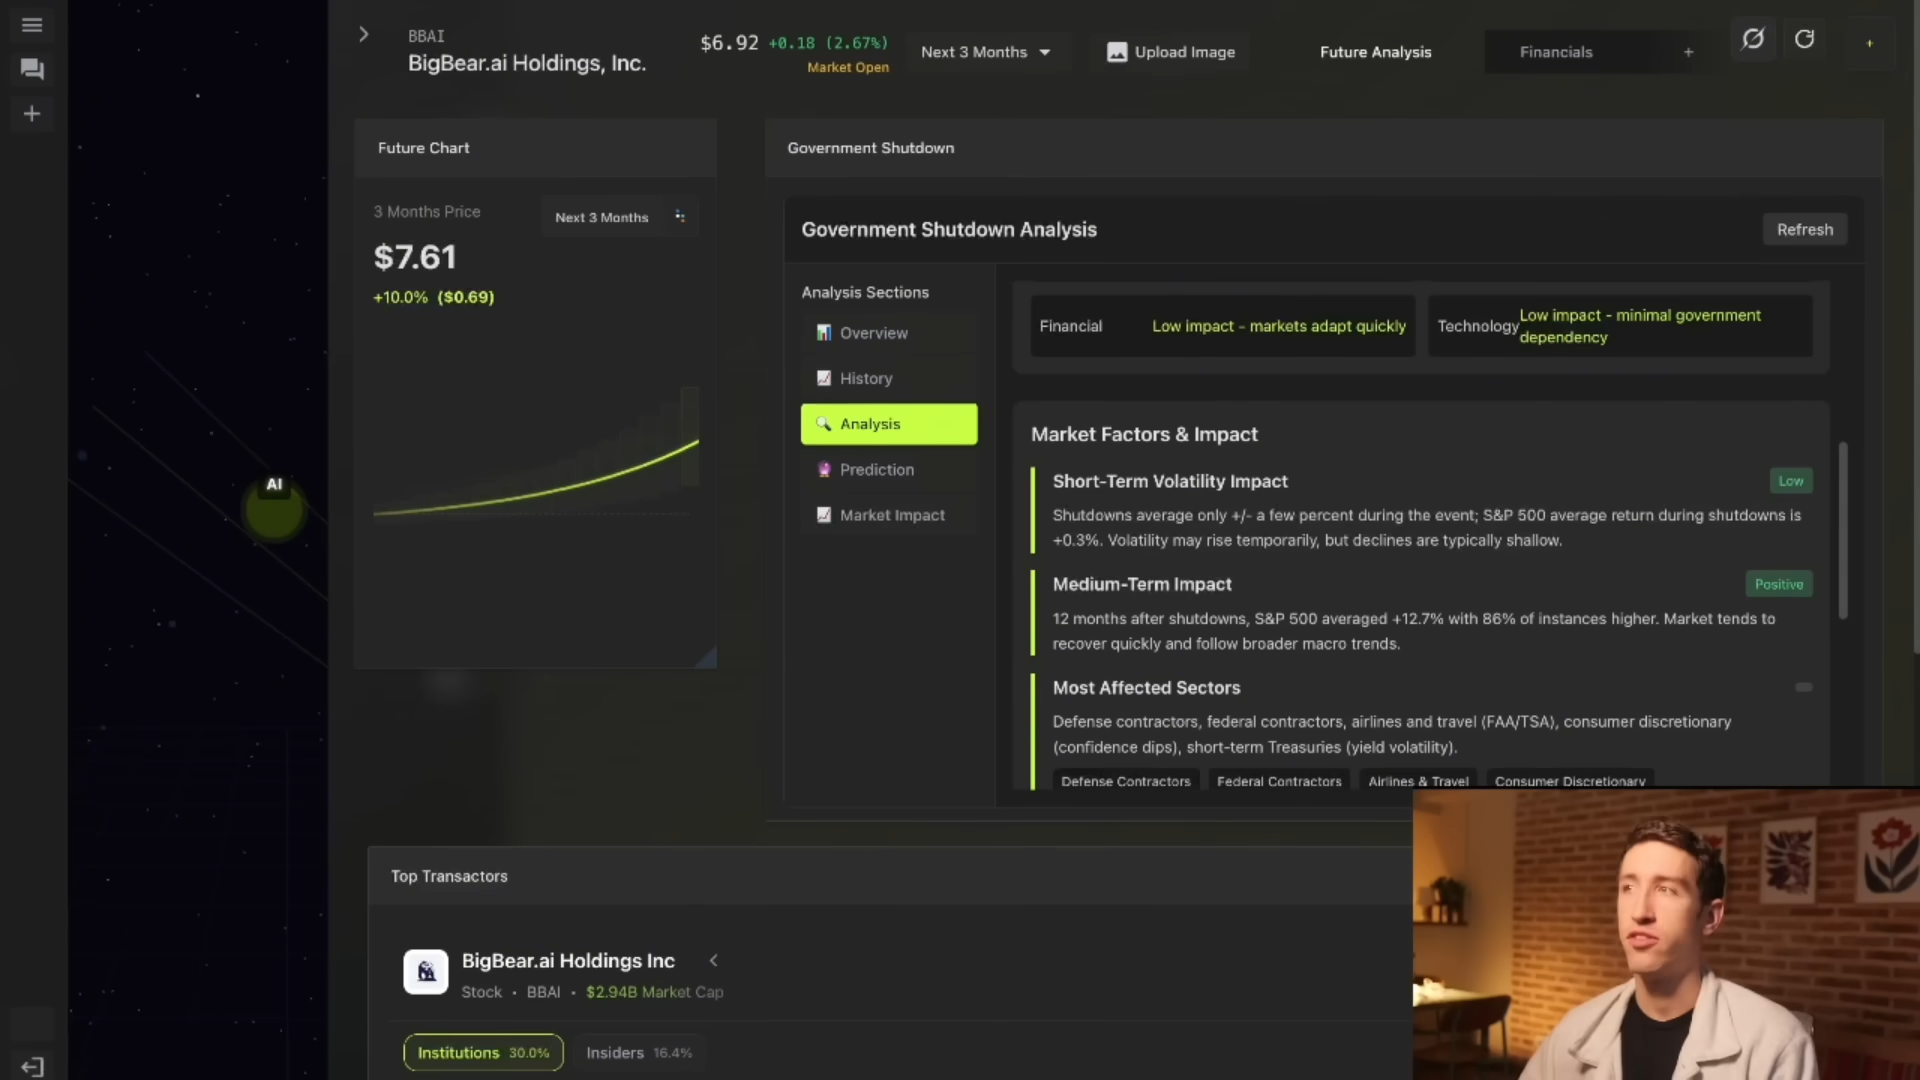 BBAI
BigBear.ai Holdings, Inc.
$6.92 +0.18 (2.67%)
Market Open
Next 3 Months
Upload Image
Future Analysis
Financials
+
+
Future Chart
3 Months Price
Next 3 Months
$7.61
+10.0% ($0.69)
AI
Government Shutdown
Government Shutdown Analysis
Refresh
Analysis Sections
Overview
History
Analysis
Prediction
Market Impact
Financial
Low impact - markets adapt quickly
Technology
Low impact - minimal government
dependency
Market Factors & Impact
Short-Term Volatility Impact
Low
Shutdowns average only +/- a few percent during the event; S&P 500 average return during shutdowns is
+0.3%. Volatility may rise temporarily, but declines are typically shallow.
Medium-Term Impact
Positive
12 months after shutdowns, S&P 500 averaged +12.7% with 86% of instances higher. Market tends to
recover quickly and follow broader macro trends.
Most Affected Sectors
Defense contractors, federal contractors, airlines and travel (FAA/TSA), consumer discretionary
(confidence dips), short-term Treasuries (yield volatility).
Defense Contractors
Federal Contractors
Airlines & Travel
Consumer Discretionary
Top Transactors
BigBear.ai Holdings Inc
Stock • BBAI • $2.94B Market Cap
Institutions 30.0%
Insiders 16.4%